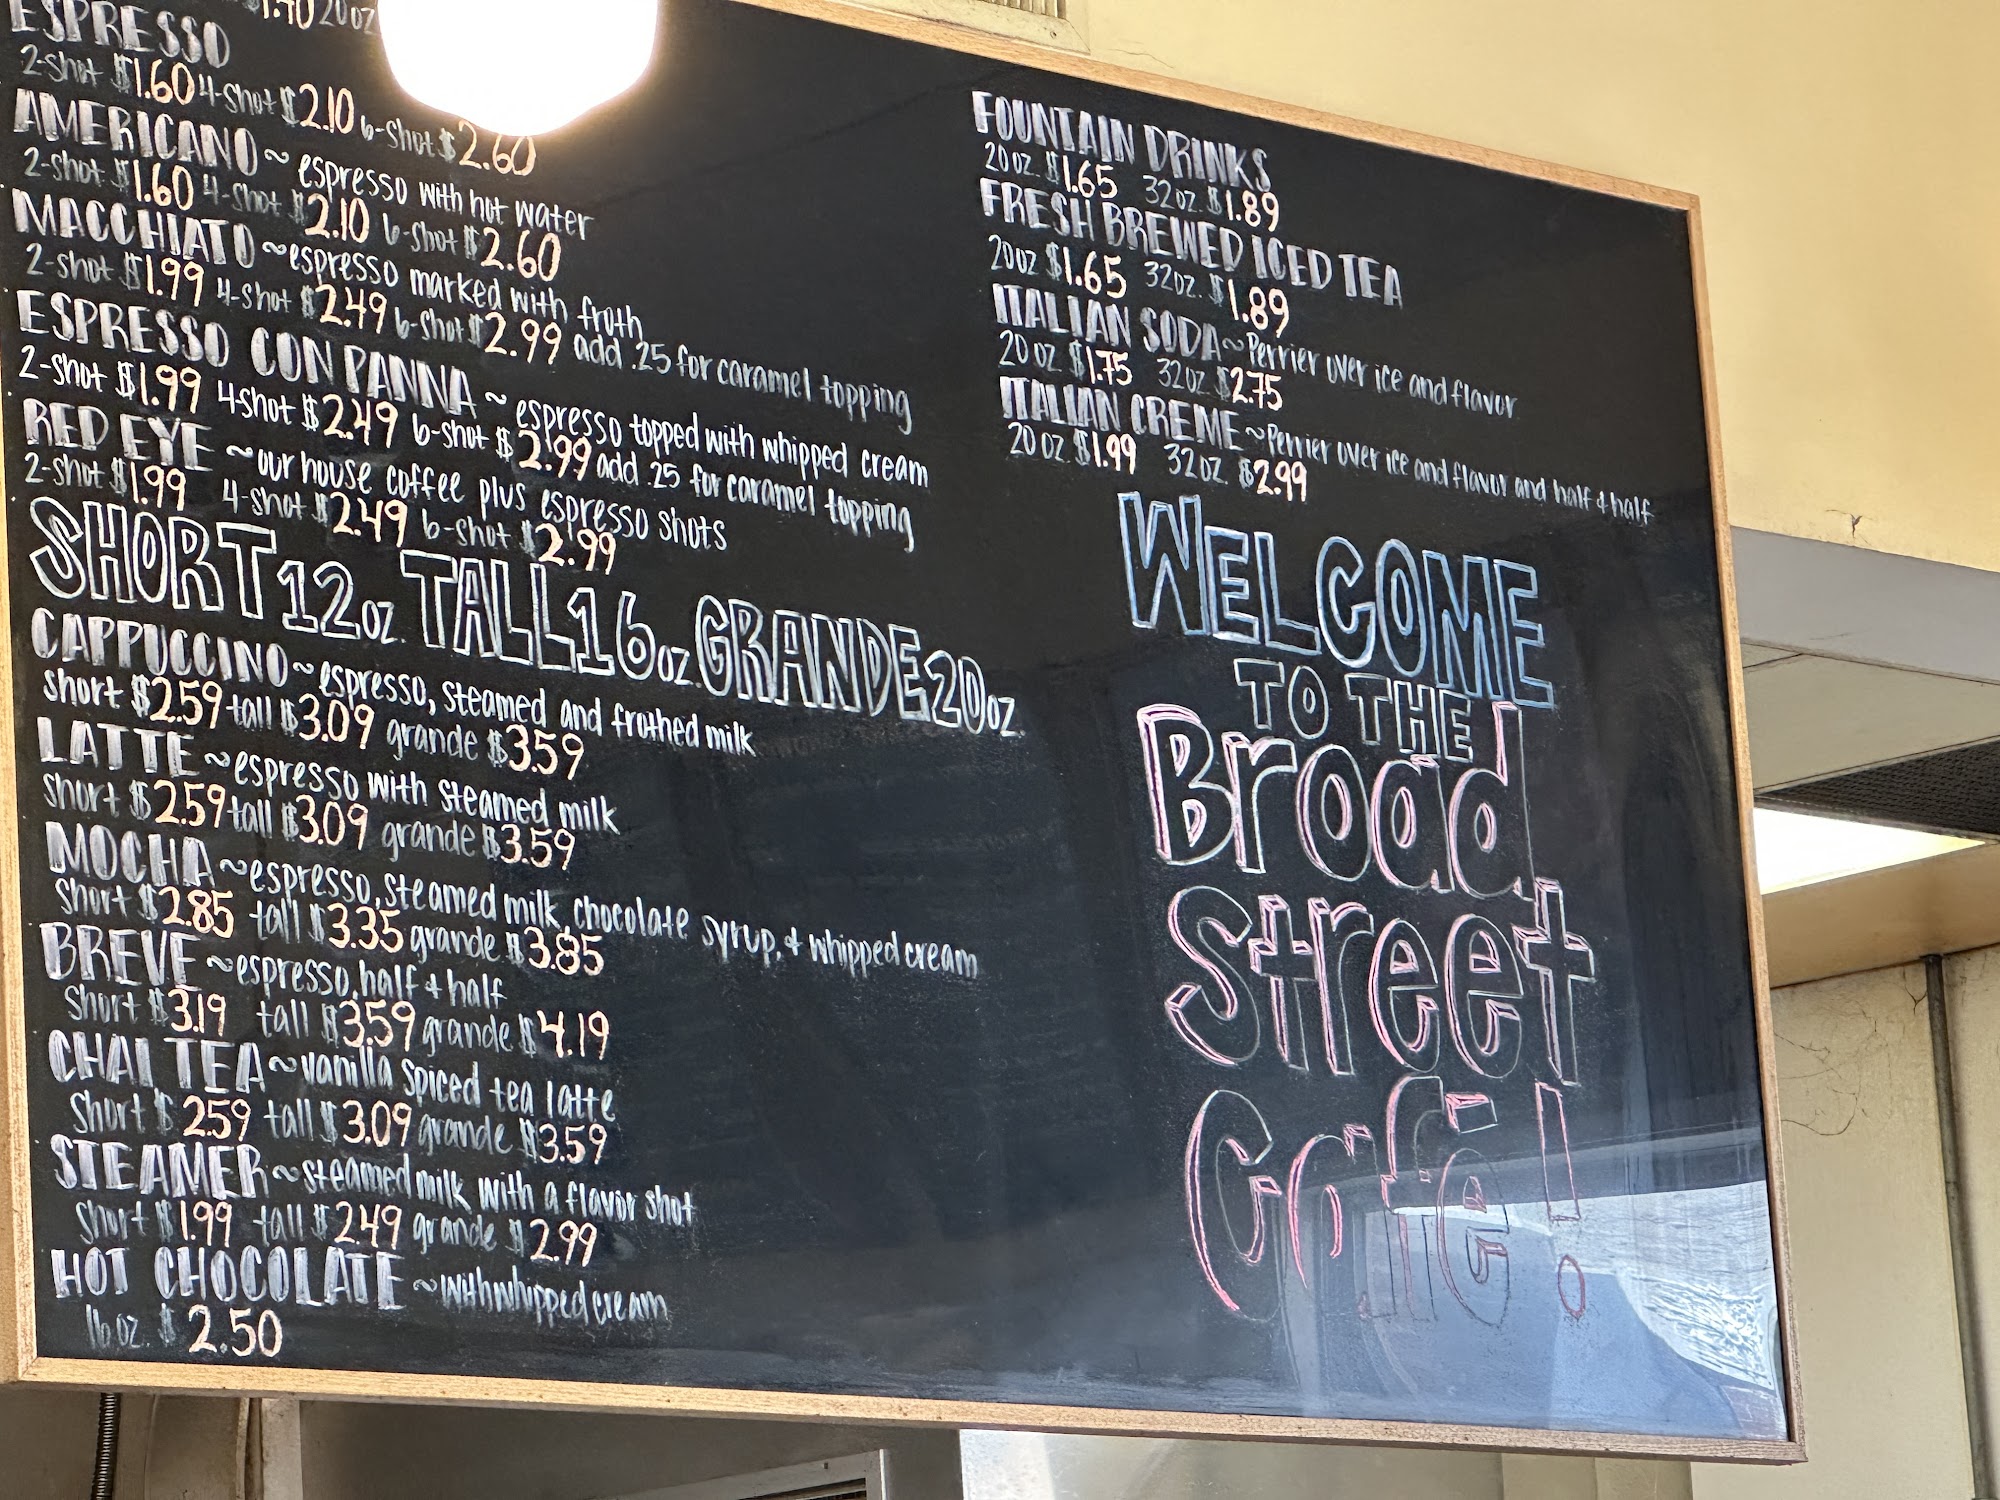 $1.40 20oz
ESPRESSO
2-shot $1.60 4-shot $2.10 6-shot $2.60
AMERICANO ~ espresso with hot water
2-shot $1.60 4-shot $2.10 6-shot $2.60
MACCHIATO ~ espresso marked with froth
2-shot $1.99 4-shot $2.49 6-shot $2.99 add .25 for caramel topping
ESPRESSO CON PANNA ~ espresso topped with whipped cream
2-shot $1.99 4-shot $2.49 6-shot $2.99 add .25 for caramel topping
RED EYE ~ our house coffee plus espresso shots
2-shot $1.99 4-shot $2.49 6-shot $2.99
SHORT 12oz. TALL 16oz. GRANDE 20oz.
CAPPUCCINO ~ espresso, steamed and frothed milk
short $2.59 tall $3.09 grande $3.59
LATTE ~ espresso with steamed milk
short $2.59 tall $3.09 grande $3.59
MOCHA ~ espresso, steamed milk, chocolate syrup, + whipped cream
short $2.85 tall $3.35 grande $3.85
BREVE ~ espresso, half + half
short $3.19 tall $3.59 grande $4.19
CHAI TEA ~ vanilla spiced tea latte
short $2.59 tall $3.09 grande $3.59
STEAMER ~ steamed milk with a flavor shot
short $1.99 tall $2.49 grande $2.99
HOT CHOCOLATE ~ with whipped cream
16oz. $2.50
FOUNTAIN DRINKS
20oz. $1.65 32oz. $1.89
FRESH BREWED ICED TEA
20oz $1.65 32oz. $1.89
ITALIAN SODA ~ Perrier over ice and flavor
20oz $1.75 32oz. $2.75
ITALIAN CREME ~ Perrier over ice and flavor and half + half
20oz. $1.99 32oz. $2.99
WELCOME
TO THE
Broad
Street
Café!